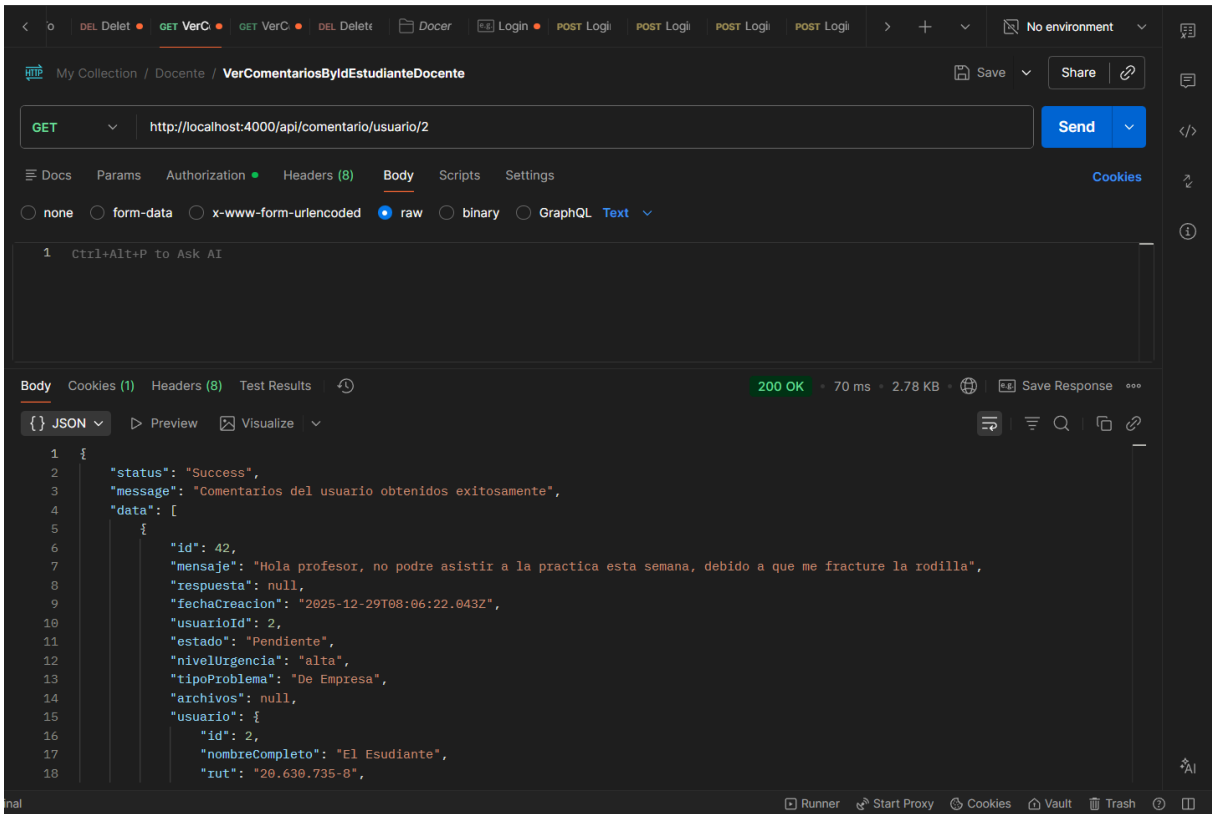 o DEL Delet GET VerC GET VerC DEL Delete Docer e.g. Login POST Logi POST Logi POST Logi POST Logi No environment
HTTP My Collection / Docente / VerComentariosByIdEstudianteDocente Save Share
GET http://localhost:4000/api/comentario/usuario/2 Send
Docs Params Authorization Headers (8) Body Scripts Settings Cookies
none form-data x-www-form-urlencoded raw binary GraphQL Text
1 Ctrl+Alt+P to Ask AI
Body Cookies (1) Headers (8) Test Results 200 OK 70 ms 2.78 KB e.g. Save Response
{} JSON Preview Visualize
1 {
2 "status": "Success",
3 "message": "Comentarios del usuario obtenidos exitosamente",
4 "data": [
5 {
6 "id": 42,
7 "mensaje": "Hola profesor, no podre asistir a la practica esta semana, debido a que me fracture la rodilla",
8 "respuesta": null,
9 "fechaCreacion": "2025-12-29T08:06:22.043Z",
10 "usuarioId": 2,
11 "estado": "Pendiente",
12 "nivelUrgencia": "alta",
13 "tipoProblema": "De Empresa",
14 "archivos": null,
15 "usuario": {
16 "id": 2,
17 "nombreCompleto": "El Esudiante",
18 "rut": "20.630.735-8",
AI
inal Runner Start Proxy Cookies Vault Trash